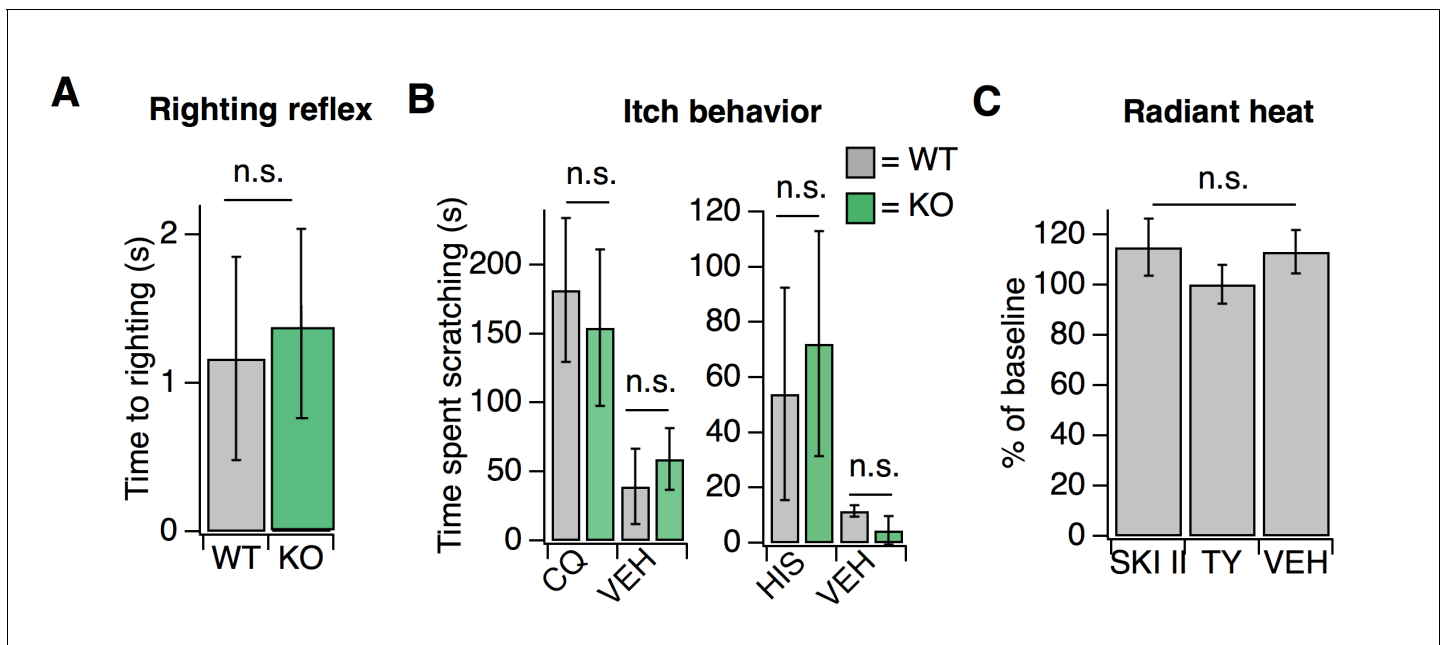 A
Righting reflex
n.s.
Time to righting (s)
2
1
0
WT KO
B
Itch behavior
= WT
= KO
n.s.
n.s.
Time spent scratching (s)
200
150
100
50
0
CQ VEH
n.s.
n.s.
120
100
80
60
40
20
0
HIS VEH
C
Radiant heat
n.s.
% of baseline
120
100
80
60
40
20
0
SKI II TY VEH